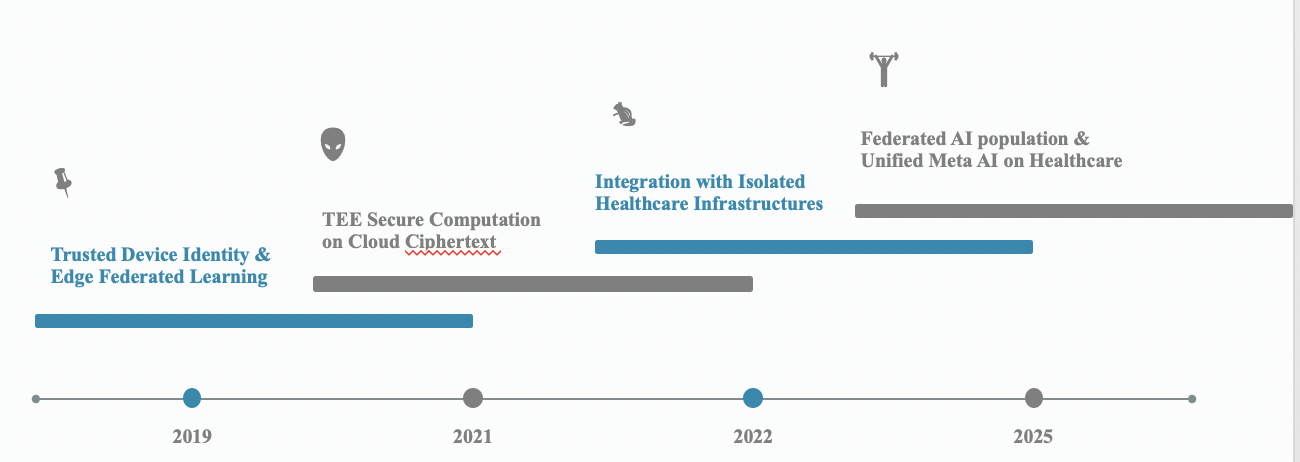 Federated AI population &
Unified Meta AI on Healthcare
Integration with Isolated
Healthcare Infrastructures
TEE Secure Computation
on Cloud Ciphertext
Trusted Device Identity &
Edge Federated Learning
2019
2021
2022
2025